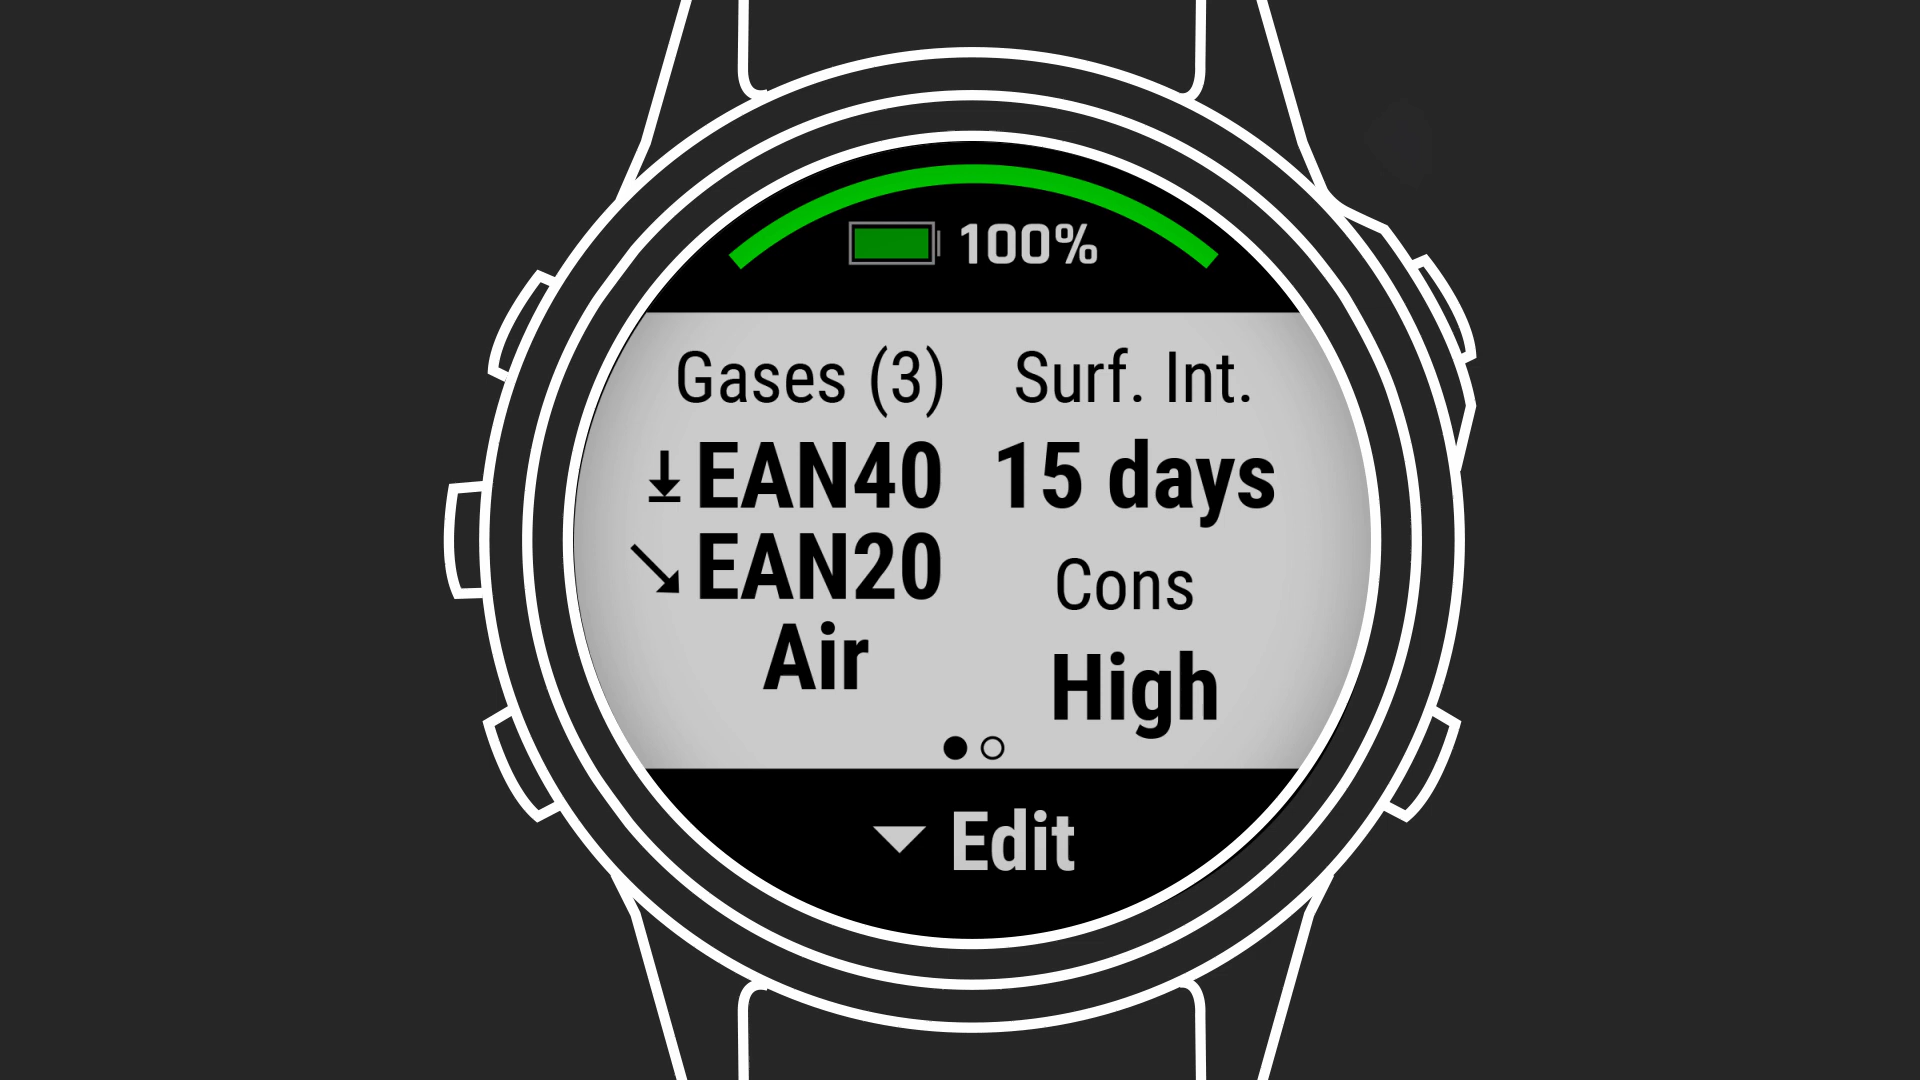 100%
Gases (3)
EAN40
EAN20
Air
Surf. Int.
15 days
Cons
High
Edit